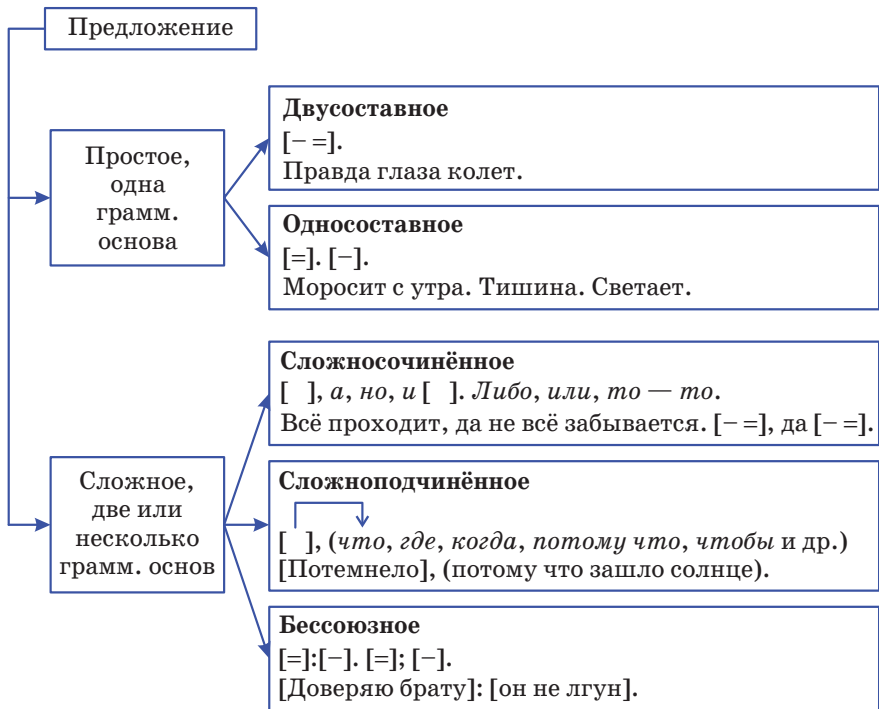 Предложение
Простое,
одна
грамм.
основа
Двусоставное
[– =].
Правда глаза колет.
Односоставное
[=]. [–].
Моросит с утра. Тишина. Светает.
Сложное,
две или
несколько
грамм. основ
Сложносочинённое
[ ], а, но, и [ ]. Либо, или, то — то.
Всё проходит, да не всё забывается. [– =], да [– =].
Сложноподчинённое
[ ], (что, где, когда, потому что, чтобы и др.)
[Потемнело], (потому что зашло солнце).
Бессоюзное
[=]:[–]. [=]; [–].
[Доверяю брату]: [он не лгун].